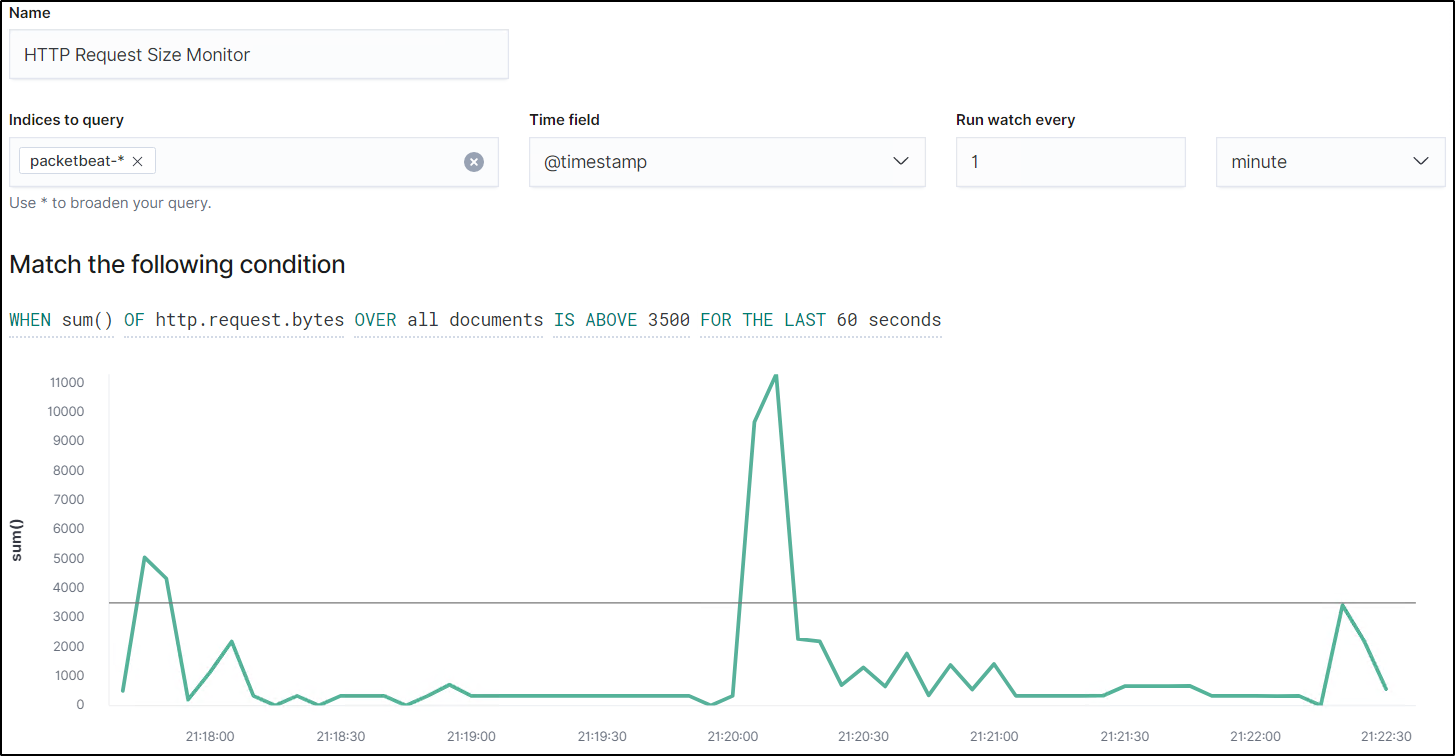 Name
HTTP Request Size Monitor
Indices to query
Time field
Run watch every
packetbeat-*
@timestamp
1
minute
Use * to broaden your query.
Match the following condition
WHEN sum() OF http.request.bytes OVER all documents IS ABOVE 3500 FOR THE LAST 60 seconds
sum()
11000
10000
9000
8000
7000
6000
5000
4000
3000
2000
1000
0
21:18:00
21:18:30
21:19:00
21:19:30
21:20:00
21:20:30
21:21:00
21:21:30
21:22:00
21:22:30